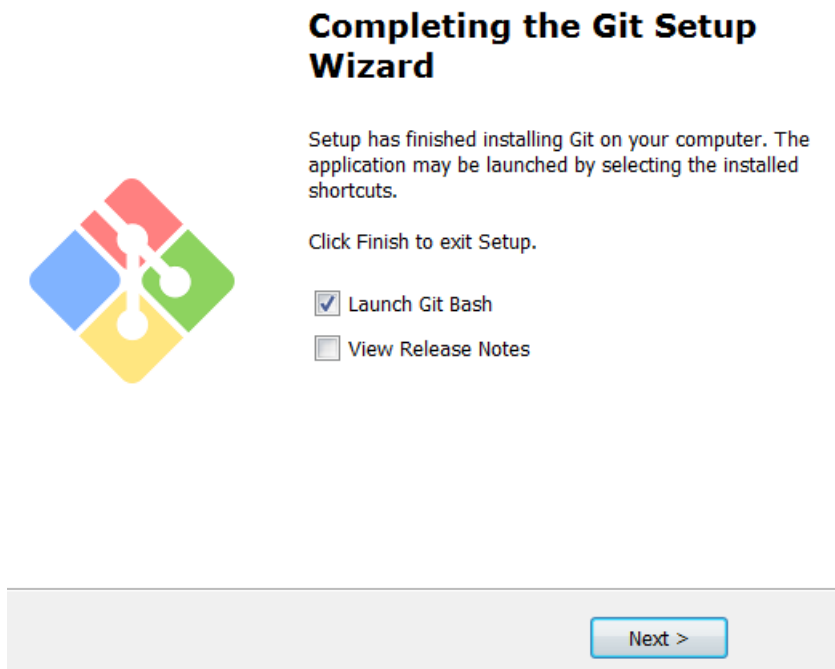 Completing the Git Setup
Wizard
Setup has finished installing Git on your computer. The
application may be launched by selecting the installed
shortcuts.
Click Finish to exit Setup.
Launch Git Bash
View Release Notes
Next >